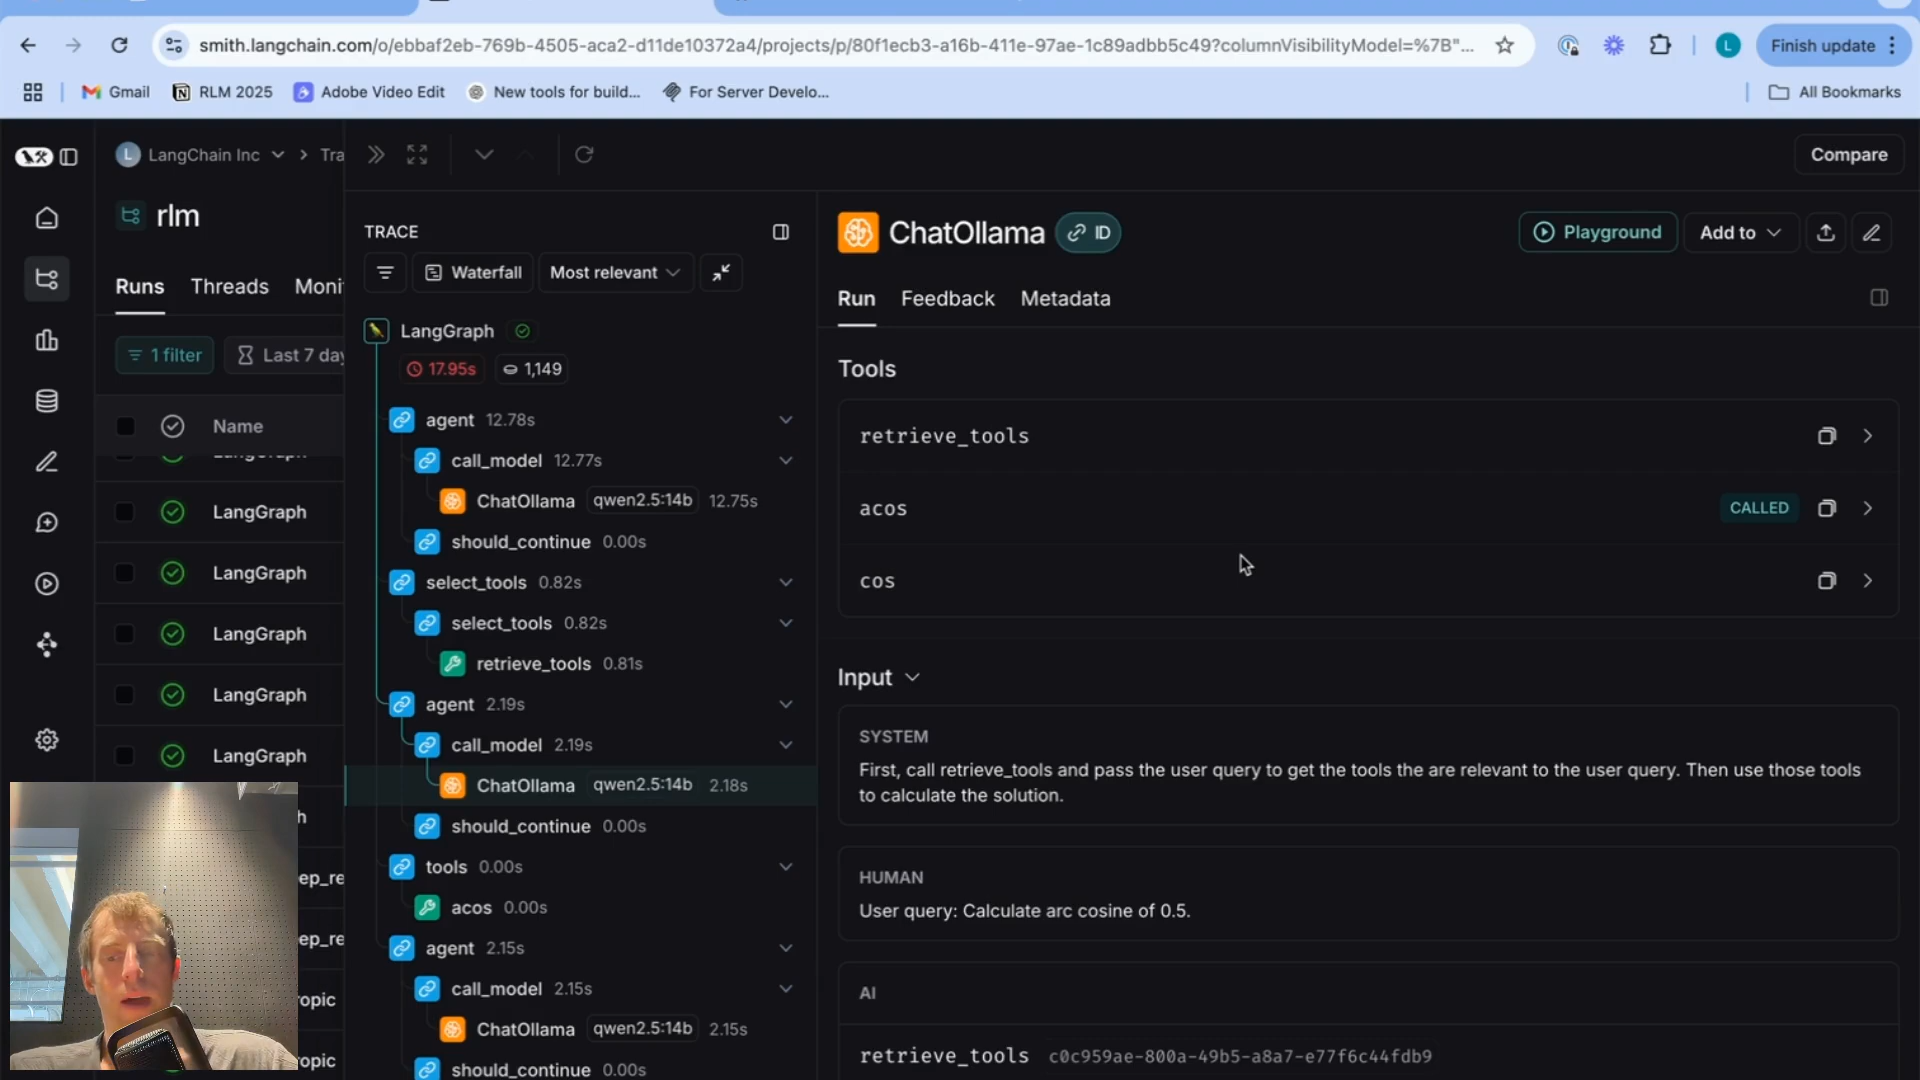 smith.langchain.com/o/ebbaf2eb-769b-4505-aca2-d11de10372a4/projects/p/80f1ecb3-a16b-411e-97ae-1c89adbb5c49?columnVisibilityModel=%7B"...
L
Finish update
Gmail
RLM 2025
Adobe Video Edit
New tools for build...
For Server Develo...
All Bookmarks
L
LangChain Inc
Tra
Compare
rlm
Runs
Threads
Moni
1 filter
Last 7 day
Name
LangGraph
LangGraph
LangGraph
LangGraph
LangGraph
h
ep_re
ep_re
ropic
ropic
TRACE
Waterfall
Most relevant
LangGraph
17.95s
1,149
agent 12.78s
call_model 12.77s
ChatOllama qwen2.5:14b 12.75s
should_continue 0.00s
select_tools 0.82s
select_tools 0.82s
retrieve_tools 0.81s
agent 2.19s
call_model 2.19s
ChatOllama qwen2.5:14b 2.18s
should_continue 0.00s
tools 0.00s
acos 0.00s
agent 2.15s
call_model 2.15s
ChatOllama qwen2.5:14b 2.15s
should_continue 0.00s
ChatOllama
ID
Playground
Add to
Run
Feedback
Metadata
Tools
retrieve_tools
acos
CALLED
cos
Input
SYSTEM
First, call retrieve_tools and pass the user query to get the tools the are relevant to the user query. Then use those tools
to calculate the solution.
HUMAN
User query: Calculate arc cosine of 0.5.
AI
retrieve_tools c0c959ae-800a-49b5-a8a7-e77f6c44fdb9